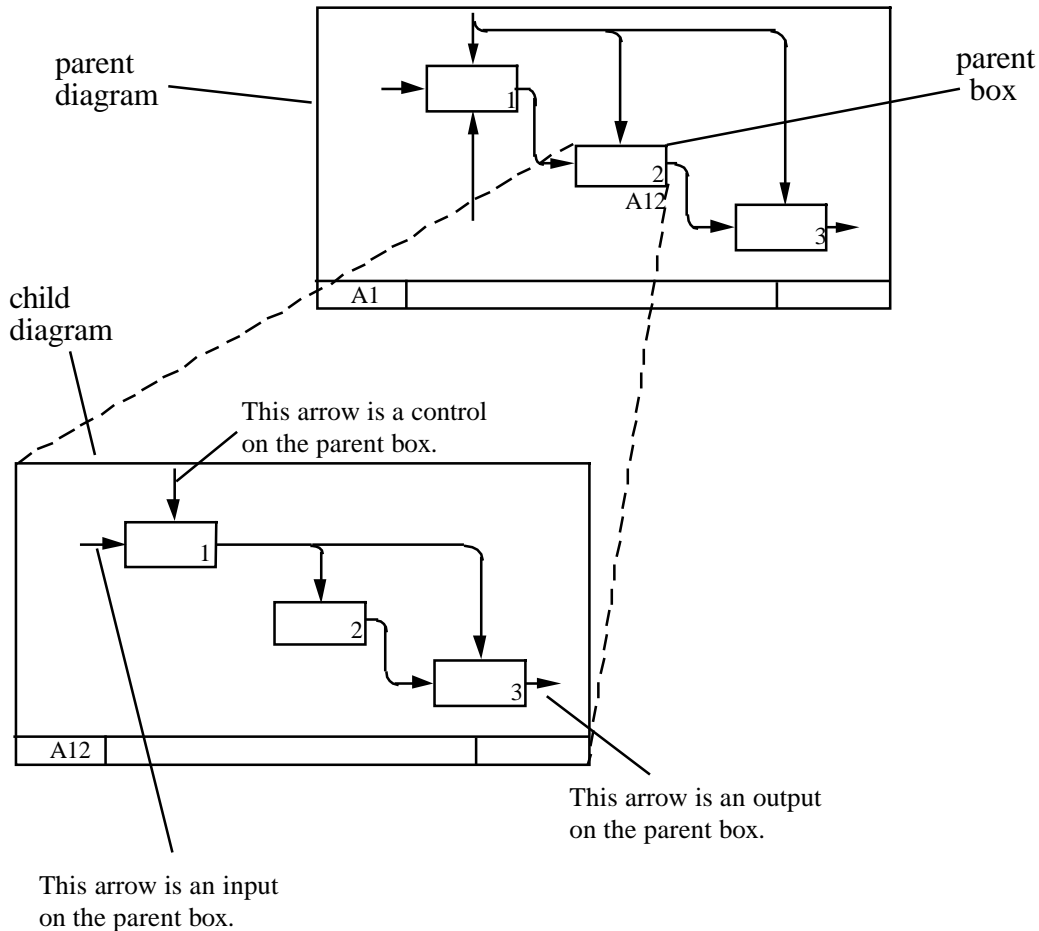 parent
diagram
parent
box
1
2
A12
3
A1
child
diagram
This arrow is a control
on the parent box.
1
2
3
A12
This arrow is an output
on the parent box.
This arrow is an input
on the parent box.